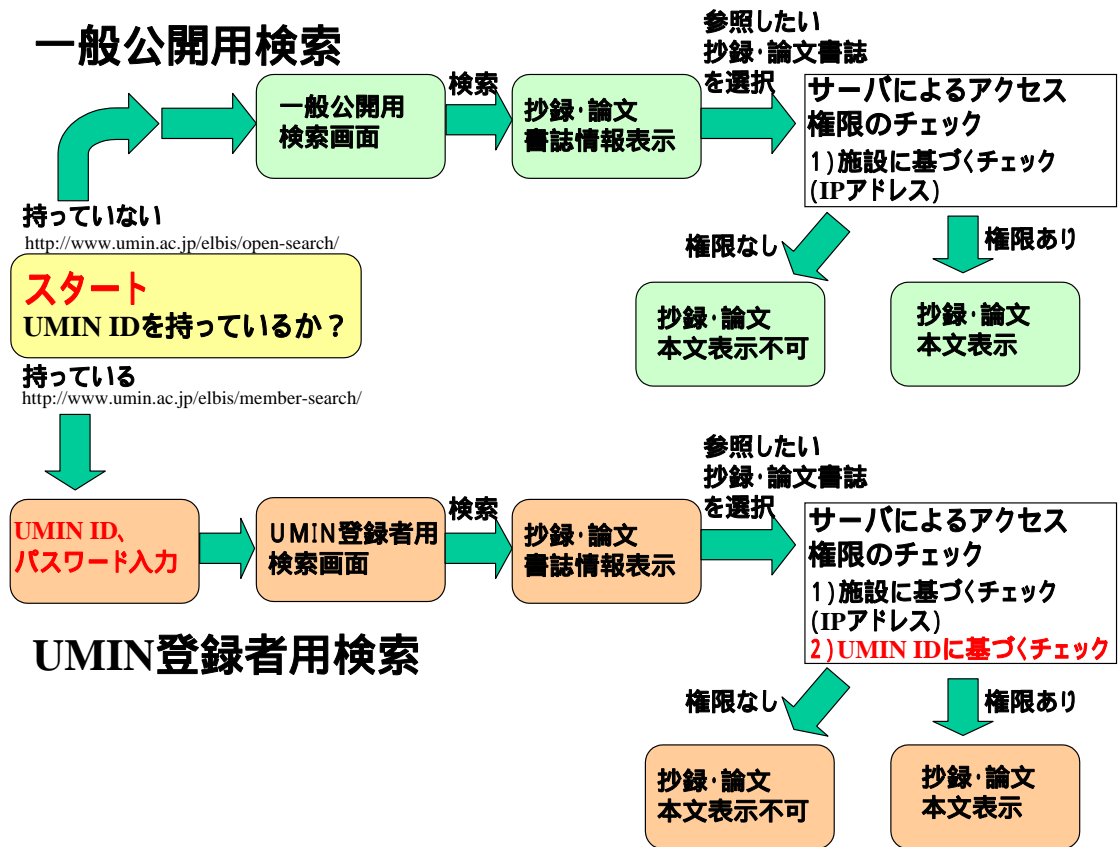 一般公開用検索
参照したい
抄録・論文書誌
を選択
検索
一般公開用
検索画面
抄録・論文
書誌情報表示
サーバによるアクセス
権限のチェック
1)施設に基づくチェック
(IPアドレス)
持っていない
http://www.umin.ac.jp/elbis/open-search/
権限なし
権限あり
スタート
UMIN IDを持っているか？
抄録・論文
本文表示不可
抄録・論文
本文表示
持っている
http://www.umin.ac.jp/elbis/member-search/
参照したい
抄録・論文書誌
を選択
検索
UMIN ID、
パスワード入力
UMIN登録者用
検索画面
抄録・論文
書誌情報表示
サーバによるアクセス
権限のチェック
1)施設に基づくチェック
(IPアドレス)
2)UMIN IDに基づくチェック
UMIN登録者用検索
権限なし
権限あり
抄録・論文
本文表示不可
抄録・論文
本文表示